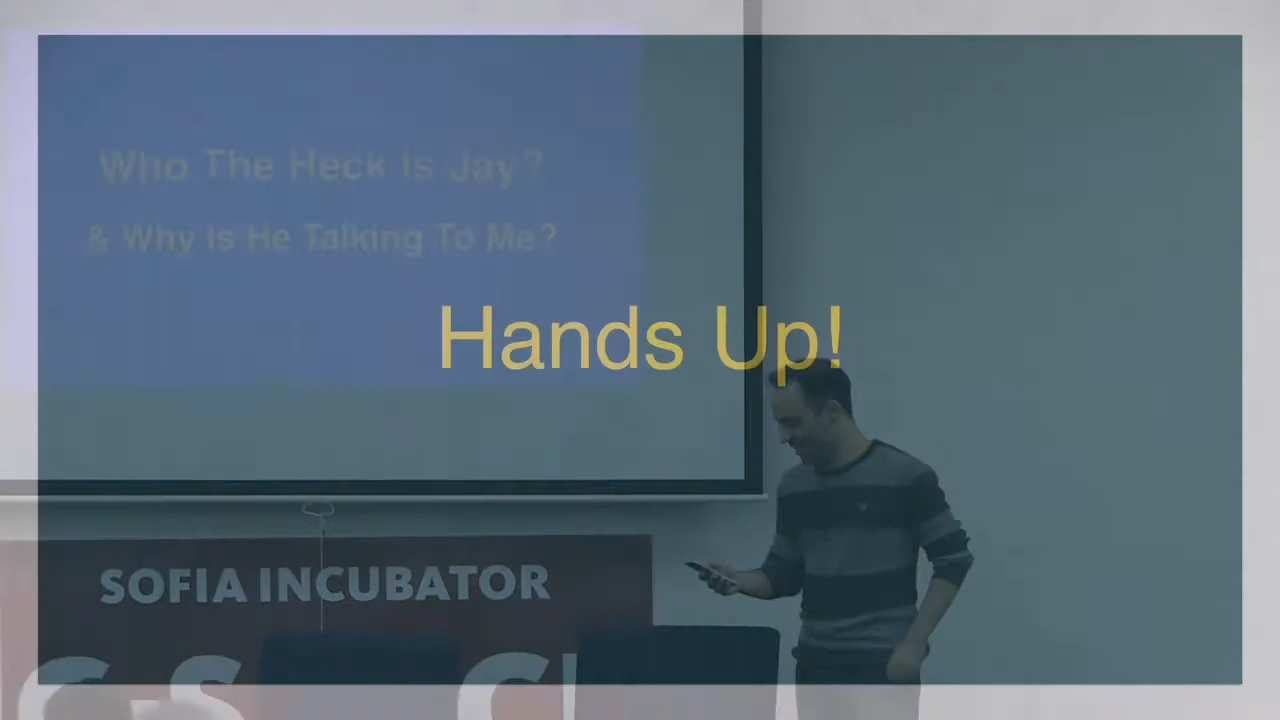 Who The Heck Is Jay?
& Why Is He Talking To Me?
Hands Up!
SOFIA INCUBATOR